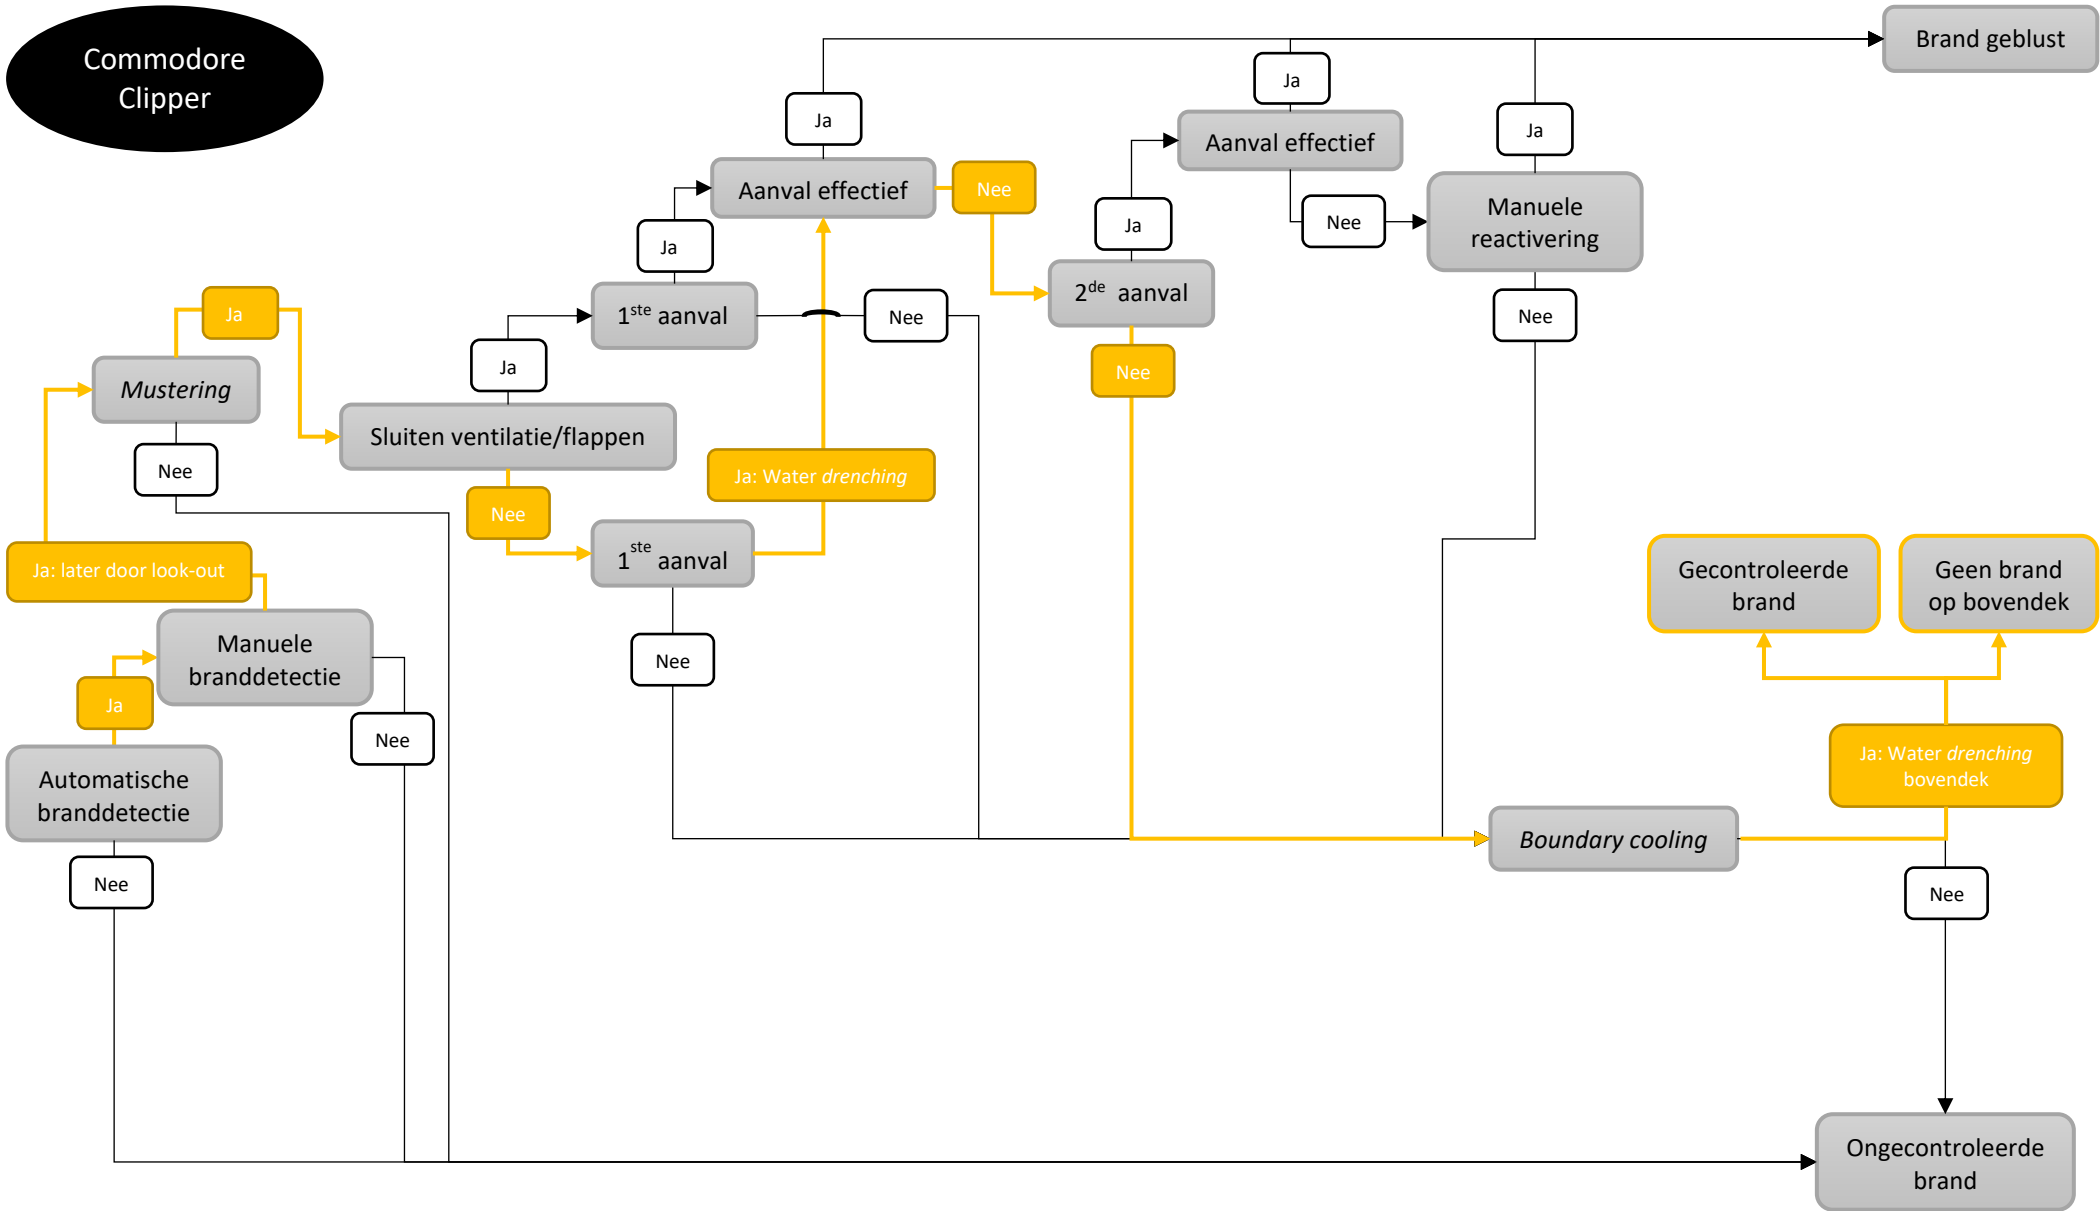 Commodore
Clipper
Brand geblust
Ja
Ja
Ja
Aanval effectief
Aanval effectief
Nee
Manuele
reactivering
Ja
Ja
Nee
1ste aanval
Nee
2de aanval
Nee
Ja
Ja
Nee
Mustering
Sluiten ventilatie/flappen
Nee
Ja: Water drenching
Nee
1ste aanval
Ja: later door look-out
Gecontroleerde
brand
Geen brand
op bovendek
Manuele
branddetectie
Nee
Ja
Nee
Automatische
branddetectie
Ja: Water drenching
bovendek
Boundary cooling
Nee
Nee
Ongecontroleerde
brand